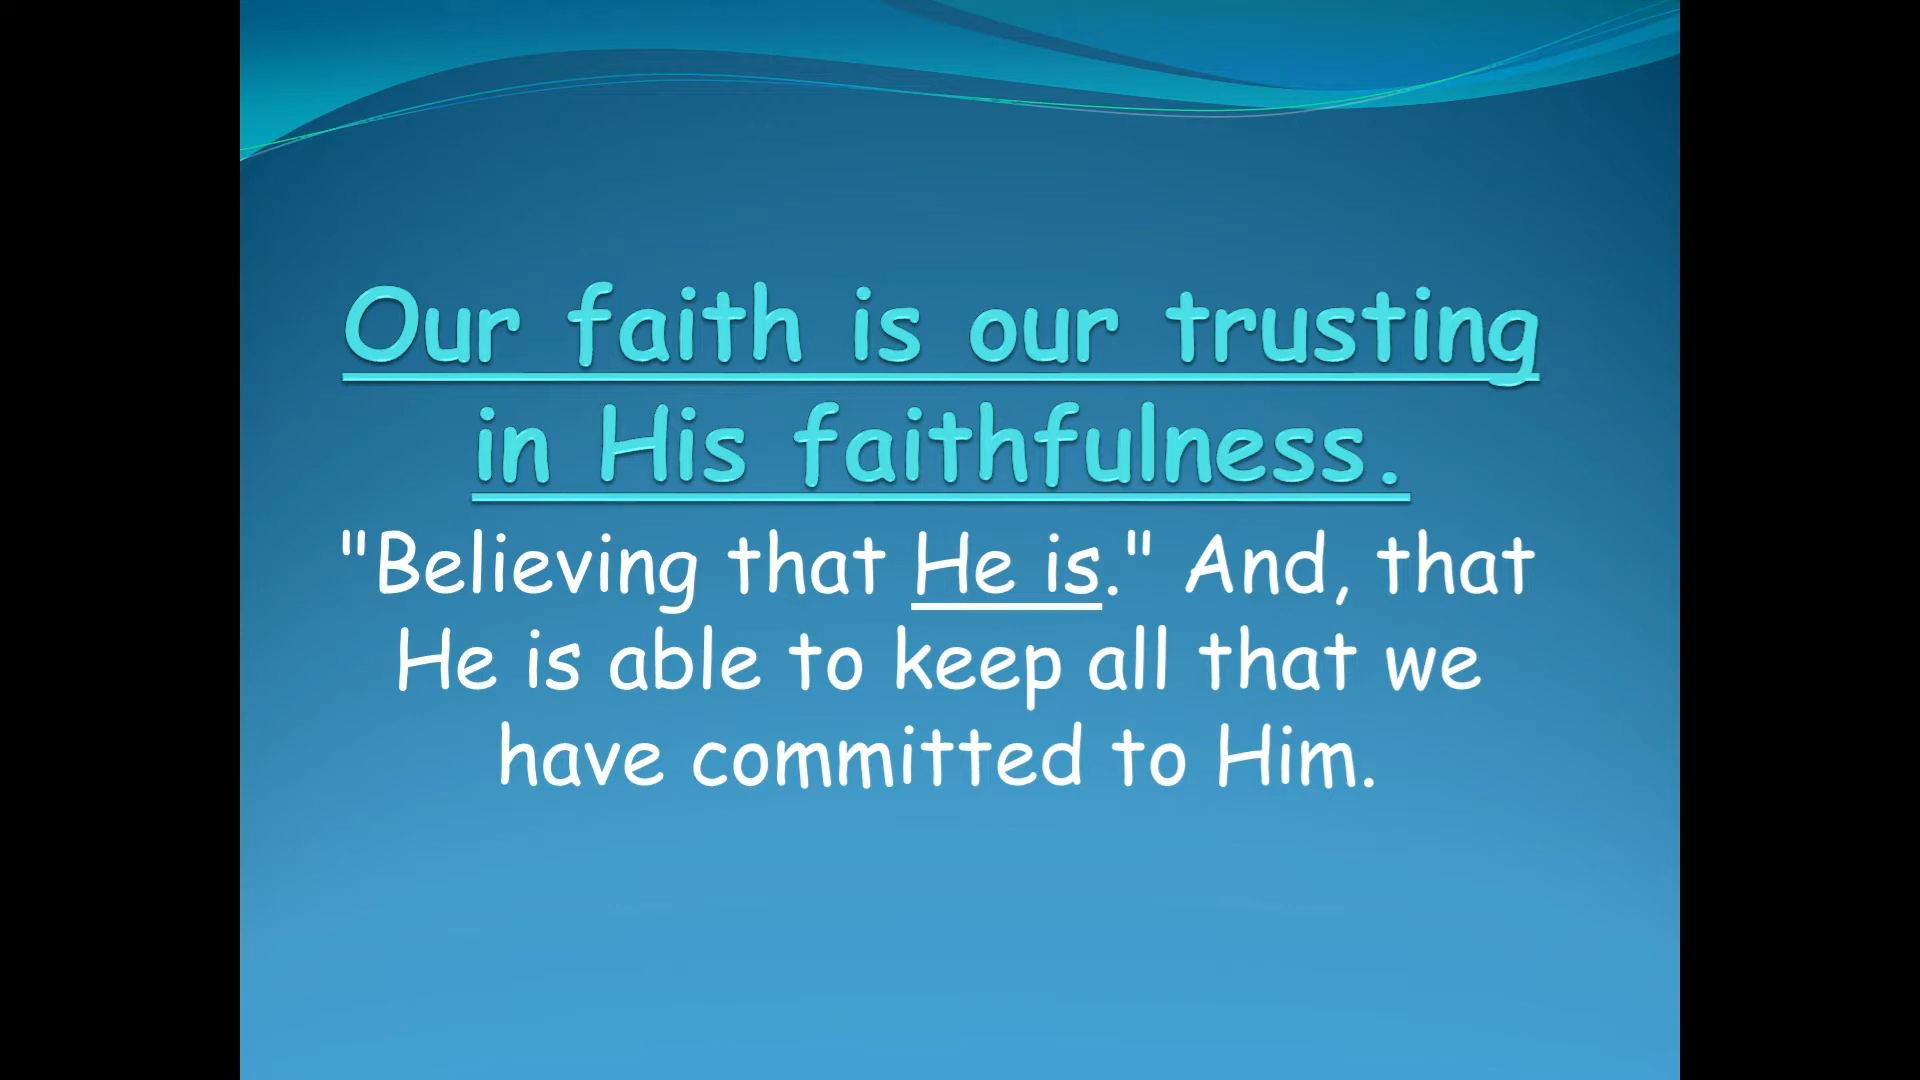 Our faith is our trusting
in His faithfulness.
"Believing that He is." And, that
He is able to keep all that we
have committed to Him.